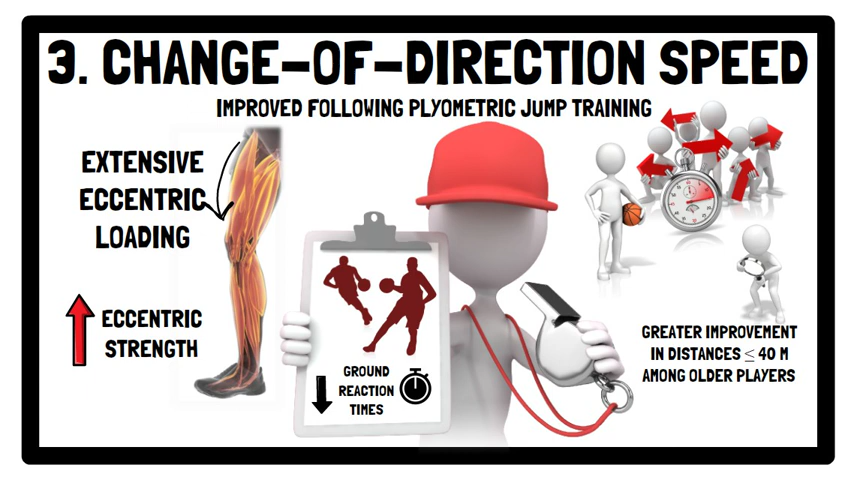 3. CHANGE-OF-DIRECTION SPEED
IMPROVED FOLLOWING PLYOMETRIC JUMP TRAINING
EXTENSIVE
ECCENTRIC
LOADING
ECCENTRIC
STRENGTH
GROUND
REACTION
TIMES
GREATER IMPROVEMENT
IN DISTANCES ≤ 40 M
AMONG OLDER PLAYERS